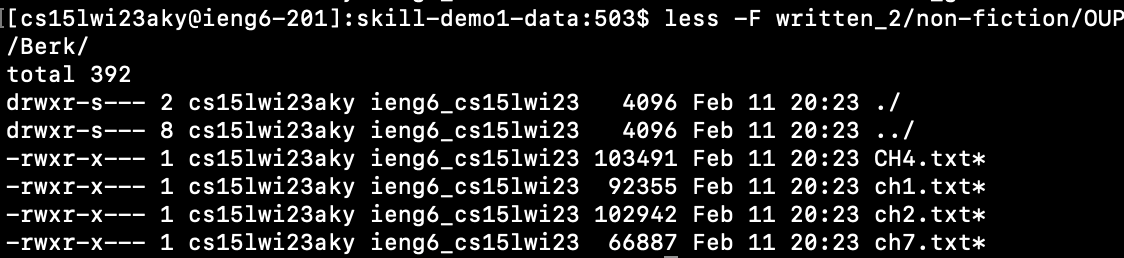 [[cs15lwi23aky@ieng6-201]:skill-demo1-data:503$ less -F written_2/non-fiction/OUP
/Berk/
total 392
drwxr-s--- 2 cs15lwi23aky ieng6_cs15lwi23   4096 Feb 11 20:23 ./
drwxr-s--- 8 cs15lwi23aky ieng6_cs15lwi23   4096 Feb 11 20:23 ../
-rwxr-x--- 1 cs15lwi23aky ieng6_cs15lwi23 103491 Feb 11 20:23 CH4.txt*
-rwxr-x--- 1 cs15lwi23aky ieng6_cs15lwi23  92355 Feb 11 20:23 ch1.txt*
-rwxr-x--- 1 cs15lwi23aky ieng6_cs15lwi23 102942 Feb 11 20:23 ch2.txt*
-rwxr-x--- 1 cs15lwi23aky ieng6_cs15lwi23  66887 Feb 11 20:23 ch7.txt*